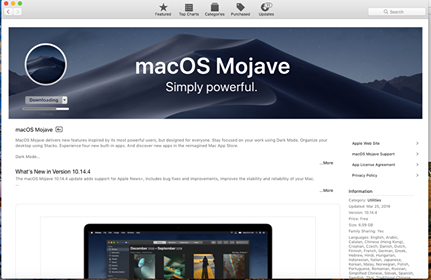 Featured
Top Charts
Categories
Purchased
Updates
Search
macOS Mojave
Simply powerful.
Downloading
macOS Mojave 4+
macOS Mojave delivers new features inspired by its most powerful users, but designed for everyone. Stay focused on your work using Dark Mode. Organize your
desktop using Stacks. Experience four new built-in apps. And discover new apps in the reimagined Mac App Store.
Dark Mode...
...More
What's New in Version 10.14.4
The macOS Mojave 10.14.4 update adds support for Apple News+, includes bug fixes and improvements, improves the stability and reliability of your Mac,
...
...More
Apple Web Site
macOS Mojave Support
App License Agreement
Privacy Policy
Information
Category: Utilities
Updated: Mar 25, 2019
Version: 10.14.4
Price: Free
Size: 6.09 GB
Family Sharing: Yes
Languages: English, Arabic,
Catalan, Chinese (Hong Kong),
Croatian, Czech, Danish, Dutch,
Finnish, French, German, Greek,
Hebrew, Hindi, Hungarian,
Indonesian, Italian, Japanese,
Korean, Malay, Norwegian, Polish,
Portuguese, Romanian, Russian,
Simplified Chinese, Slovak, Spanish,
December 2018 – September 2019